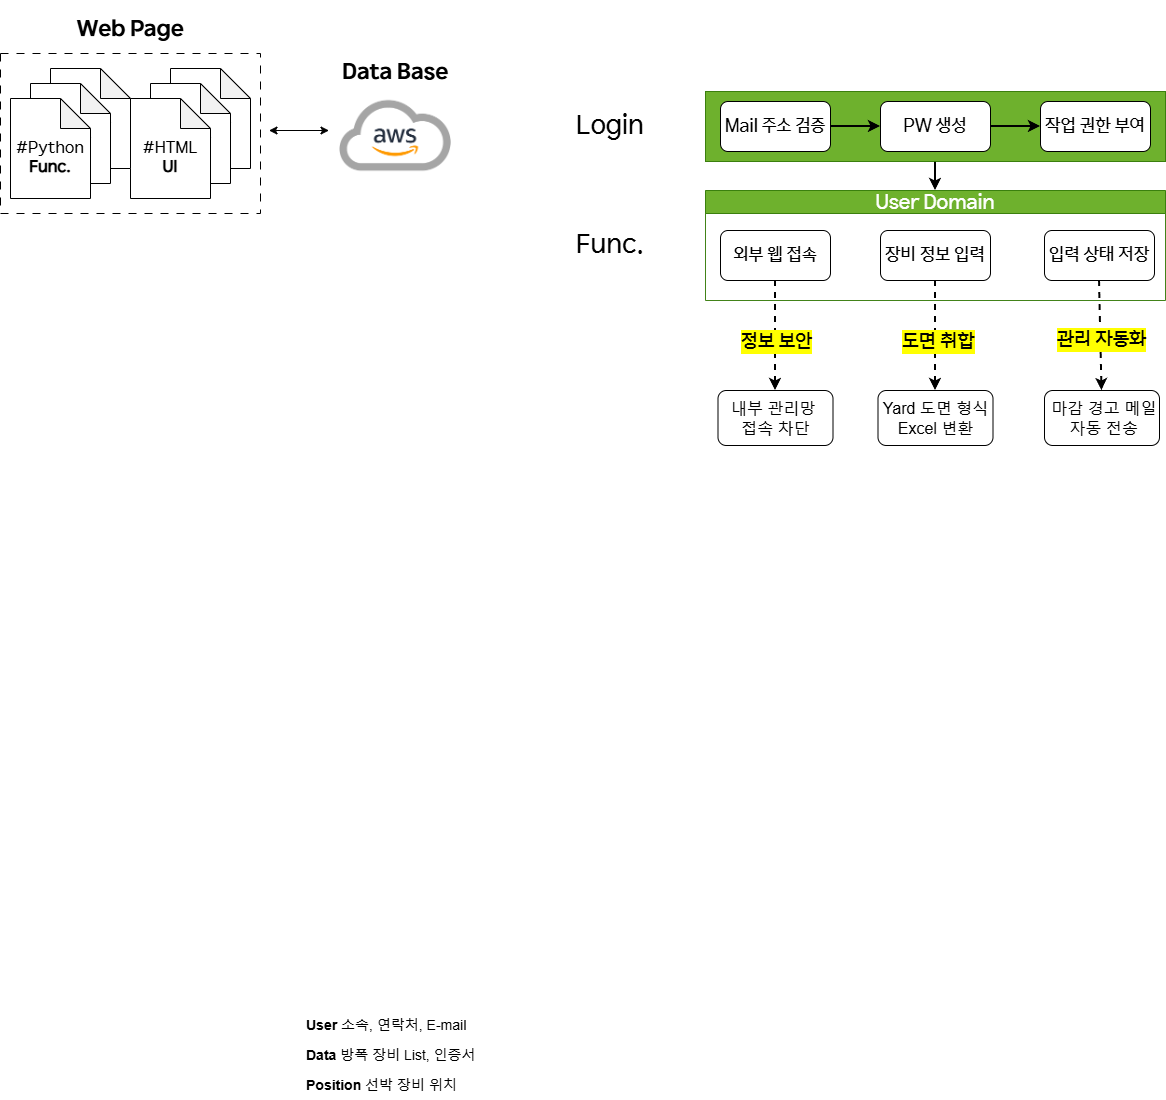 Web Page
#Python
Func.
#HTML
UI
Data Base
aws
Login
Mail 주소 검증
PW 생성
작업 권한 부여
User Domain
Func.
외부 웹 접속
장비 정보 입력
입력 상태 저장
정보 보안
도면 취합
관리 자동화
내부 관리망
접속 차단
Yard 도면 형식
Excel 변환
마감 경고 메일
자동 전송
User 소속, 연락처, E-mail
Data 방폭 장비 List, 인증서
Position 선박 장비 위치